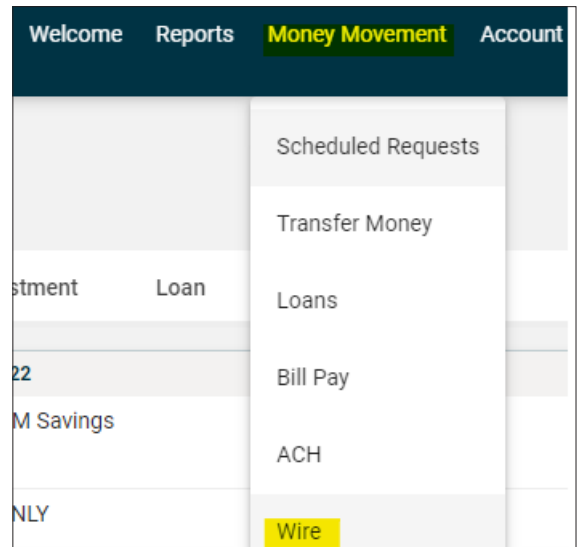 Welcome Reports Money Movement Account
Scheduled Requests
Transfer Money
stment Loan
Loans
22
Bill Pay
M Savings
ACH
NLY
Wire